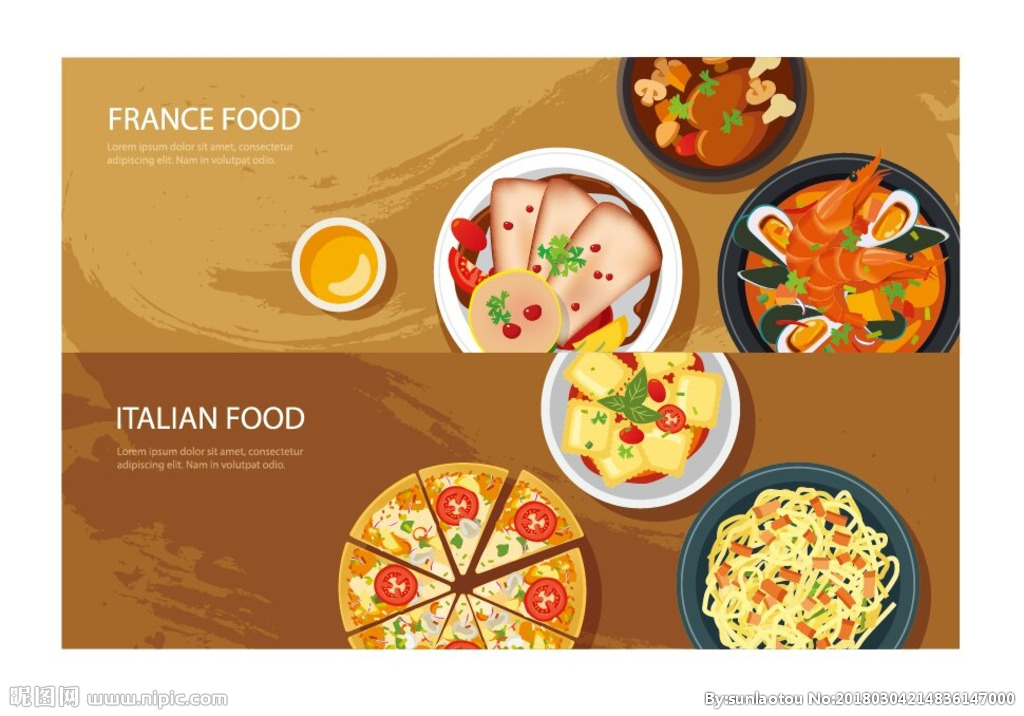 FRANCE FOOD
Lorem ipsum dolor sit amet, consectetur
adipiscing elit. Nam in volutpat odio.
ITALIAN FOOD
Lorem ipsum dolor sit amet, consectetur
adipiscing elit. Nam in volutpat odio.
昵图网 www.nipic.com
By:sunlaotou No:20180304214836147000